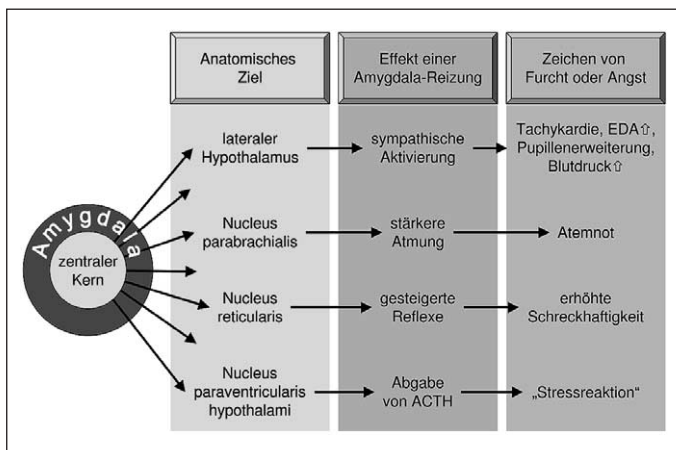 Anatomisches
Ziel
Effekt einer
Amygdala-Reizung
Zeichen von
Furcht oder Angst
Amygdala
zentraler
Kern
lateraler
Hypothalamus
sympathische
Aktivierung
Tachykardie, EDA⇧,
Pupillenerweiterung,
Blutdruck⇧
Nucleus
parabrachialis
stärkere
Atmung
Atemnot
Nucleus
reticularis
gesteigerte
Reflexe
erhöhte
Schreckhaftigkeit
Nucleus
paraventricularis
hypothalami
Abgabe
von ACTH
„Stressreaktion“